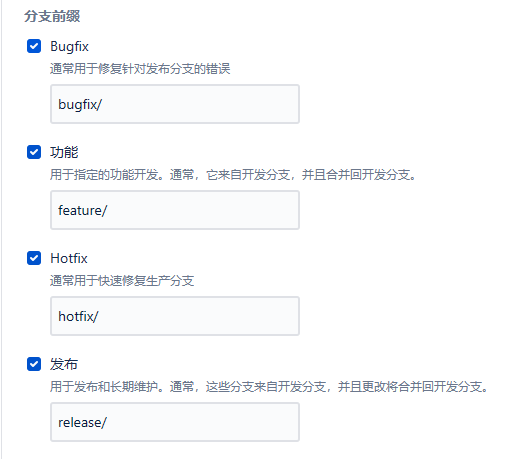 分支前缀
Bugfix
通常用于修复针对发布分支的错误
bugfix/
功能
用于指定的功能开发。通常，它来自开发分支，并且合并回开发分支。
feature/
Hotfix
通常用于快速修复生产分支
hotfix/
发布
用于发布和长期维护。通常，这些分支来自开发分支，并且更改将合并回开发分支。
release/